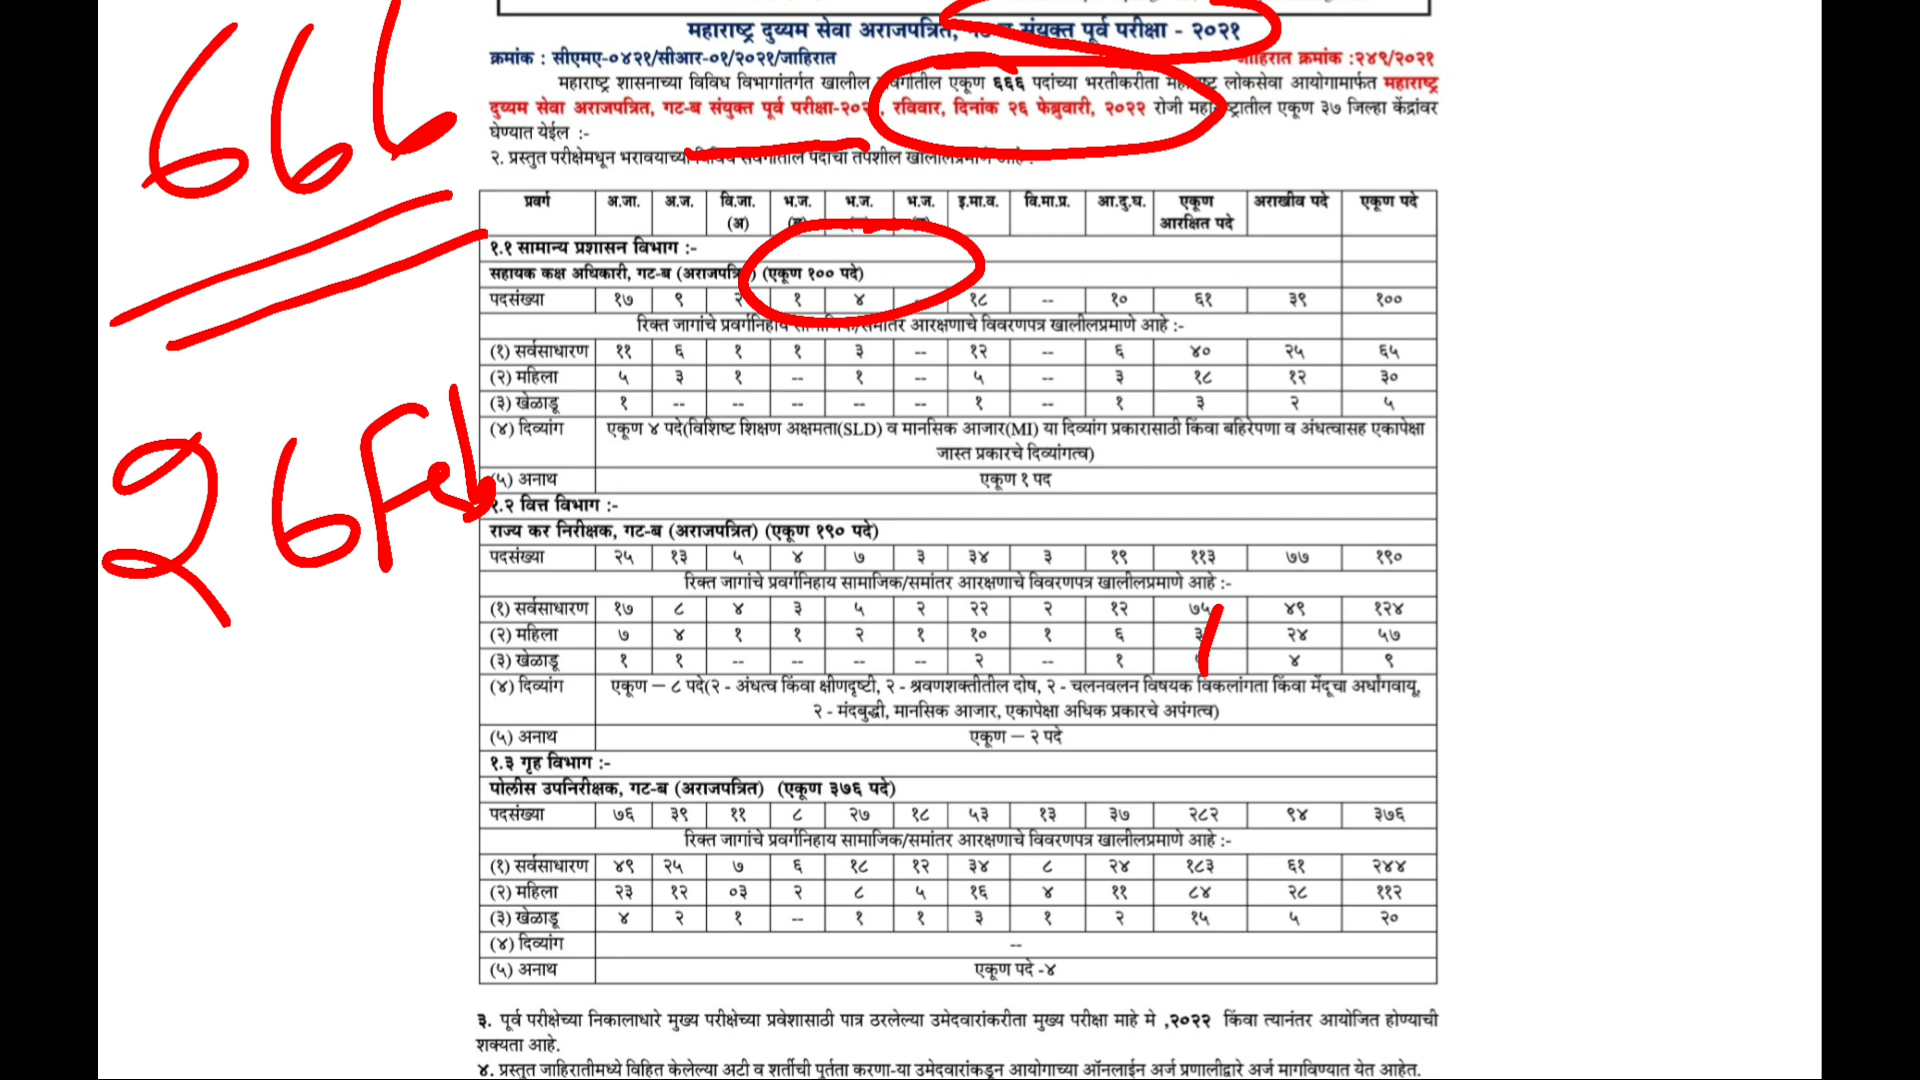 महाराष्ट्र दुय्यम सेवा अराजपत्रित, संयुक्त पूर्व परीक्षा - २०२१
क्रमांक : सीएमए-०४२१/सीआर-०१/२०२१/जाहिरात
जाहिरात क्रमांक :२४९/२०२१
महाराष्ट्र शासनाच्या विविध विभागांतर्गत खालील संवर्गातील एकूण ६६६ पदांच्या भरतीकरीता महाराष्ट्र लोकसेवा आयोगामार्फत महाराष्ट्र
दुय्यम सेवा अराजपत्रित, गट-ब संयुक्त पूर्व परीक्षा-२०२१, रविवार, दिनांक २६ फेब्रुवारी, २०२२ रोजी महाराष्ट्रातील एकूण ३७ जिल्हा केंद्रांवर
घेण्यात येईल :-
२. प्रस्तुत परीक्षेमधून भरावयाच्या विविध संवर्गातील पदांचा तपशील खालीलप्रमाणे आहे :-
666
26 Feb
प्रवर्ग अ.जा. अ.ज. वि.जा. भ.ज. भ.ज. भ.ज. इ.मा.व. वि.मा.प्र. आ.दु.घ. एकूण अराखीव पदे एकूण पदे
(अ) आरक्षित पदे
१.१ सामान्य प्रशासन विभाग :-
सहायक कक्ष अधिकारी, गट-ब (अराजपत्रित) (एकूण १०० पदे)
पदसंख्या १७ ९ २ १ ४ -- १८ -- १० ६१ ३९ १००
रिक्त जागांचे प्रवर्गनिहाय सामाजिक/समांतर आरक्षणाचे विवरणपत्र खालीलप्रमाणे आहे :-
(१) सर्वसाधारण ११ ६ १ १ ३ -- १२ -- ६ ४० २५ ६५
(२) महिला ५ ३ १ -- १ -- ५ -- ३ १८ १२ ३०
(३) खेळाडू १ -- -- -- -- -- १ -- १ ३ २ ५
(४) दिव्यांग एकूण ४ पदे(विशिष्ट शिक्षण अक्षमता(SLD) व मानसिक आजार(MI) या दिव्यांग प्रकारासाठी किंवा बहिरेपणा व अंधत्वासह एकापेक्षा
जास्त प्रकारचे दिव्यांगत्व)
(५) अनाथ एकूण १ पद
१.२ वित्त विभाग :-
राज्य कर निरीक्षक, गट-ब (अराजपत्रित) (एकूण १९० पदे)
पदसंख्या २५ १३ ५ ४ ७ ३ ३४ ३ १९ ११३ ७७ १९०
रिक्त जागांचे प्रवर्गनिहाय सामाजिक/समांतर आरक्षणाचे विवरणपत्र खालीलप्रमाणे आहे :-
(१) सर्वसाधारण १७ ८ ४ ३ ५ २ २२ २ १२ ७५ ४९ १२४
(२) महिला ७ ४ १ १ २ १ १० १ ६ २४ ५७
(३) खेळाडू १ १ -- -- -- -- २ -- १ ४ ९
(४) दिव्यांग एकूण – ८ पदे(२ - अंधत्व किंवा क्षीणदृष्टी, २ - श्रवणशक्तीतील दोष, २ - चलनवलन विषयक विकलांगता किंवा मेंदूचा अर्धांगवायू,
२ - मंदबुद्धी, मानसिक आजार, एकापेक्षा अधिक प्रकारचे अपंगत्व)
(५) अनाथ एकूण – २ पदे
१.३ गृह विभाग :-
पोलीस उपनिरीक्षक, गट-ब (अराजपत्रित) (एकूण ३७६ पदे)
पदसंख्या ७६ ३९ ११ ८ २७ १८ ५३ १३ ३७ २८२ ९४ ३७६
रिक्त जागांचे प्रवर्गनिहाय सामाजिक/समांतर आरक्षणाचे विवरणपत्र खालीलप्रमाणे आहे :-
(१) सर्वसाधारण ४९ २५ ७ ६ १८ १२ ३४ ८ २४ १८३ ६१ २४४
(२) महिला २३ १२ ०३ २ ८ ५ १६ ४ ११ ८४ २८ ११२
(३) खेळाडू ४ २ १ -- १ १ ३ १ २ १५ ५ २०
(४) दिव्यांग --
(५) अनाथ एकूण पदे -४
३. पूर्व परीक्षेच्या निकालाधारे मुख्य परीक्षेच्या प्रवेशासाठी पात्र ठरलेल्या उमेदवारांकरीता मुख्य परीक्षा माहे मे ,२०२२ किंवा त्यानंतर आयोजित होण्याची
शक्यता आहे.
४. प्रस्तुत जाहिरातीमध्ये विहित केलेल्या अटी व शर्तीची पूर्तता करणा-या उमेदवारांकडून आयोगाच्या ऑनलाईन अर्ज प्रणालीद्वारे अर्ज मागविण्यात येत आहेत.